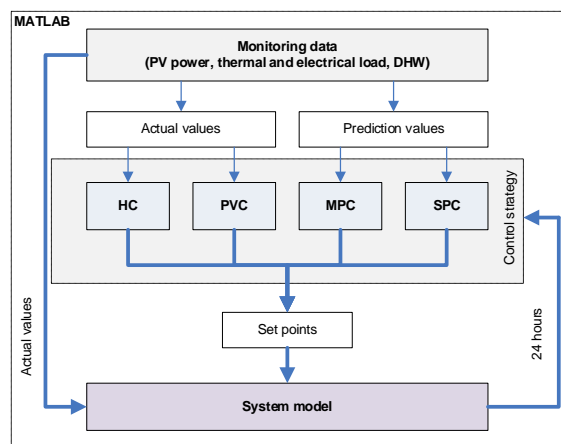 MATLAB
Monitoring data
(PV power, thermal and electrical load, DHW)
Actual values
Prediction values
HC
PVC
MPC
SPC
Control strategy
Set points
Actual values
24 hours
System model